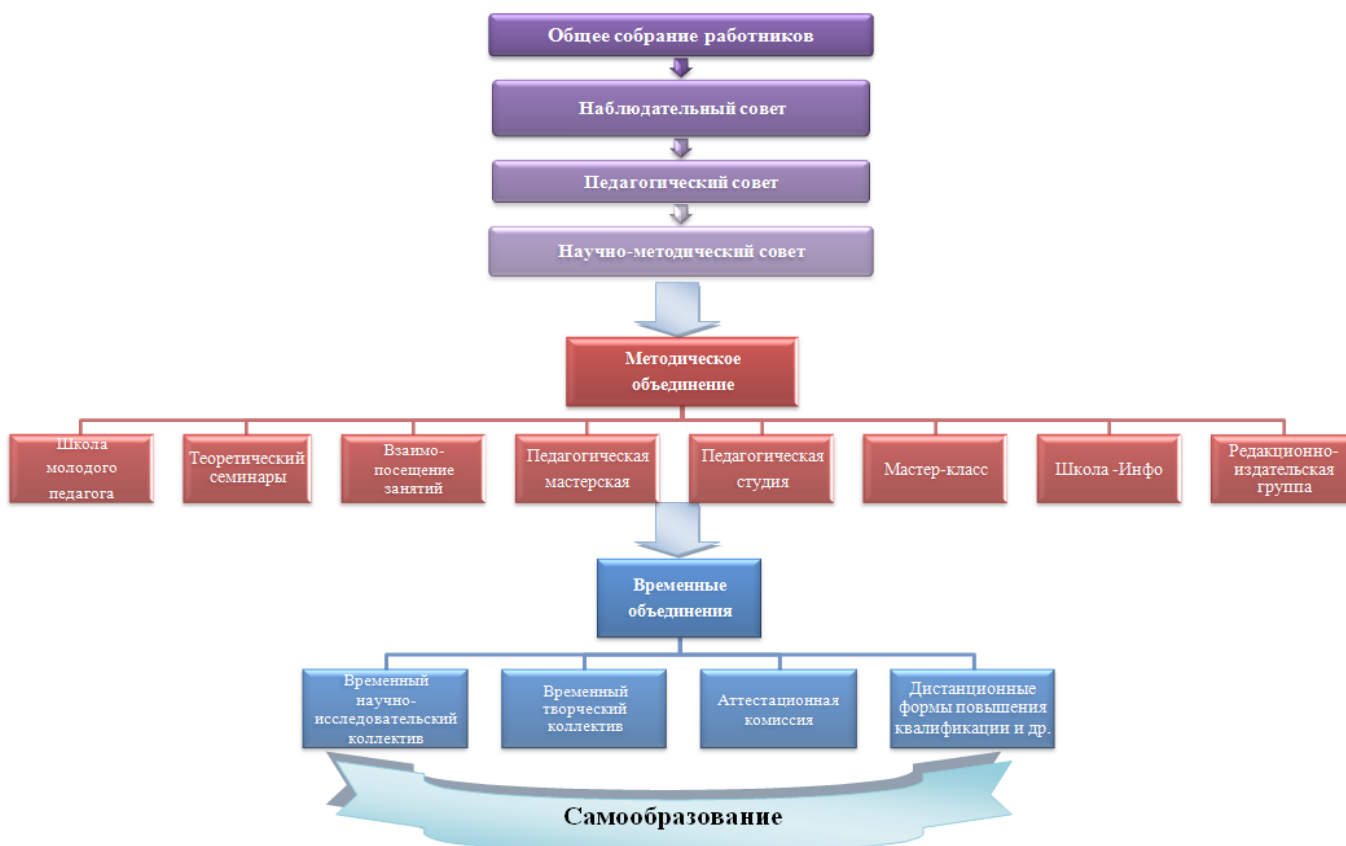 Общее собрание работников
Наблюдательный совет
Педагогический совет
Научно-методический совет
Методическое
объединение
Школа
молодого
педагога
Теоретический
семинары
Взаимо-
посещение
занятий
Педагогическая
мастерская
Педагогическая
студия
Мастер-класс
Школа -Инфо
Редакционно-
издательская
группа
Временные
объединения
Временный
научно-
исследовательский
коллектив
Временный
творческий
коллектив
Аттестационная
комиссия
Дистанционные
формы повышения
квалификации и др.
Самообразование